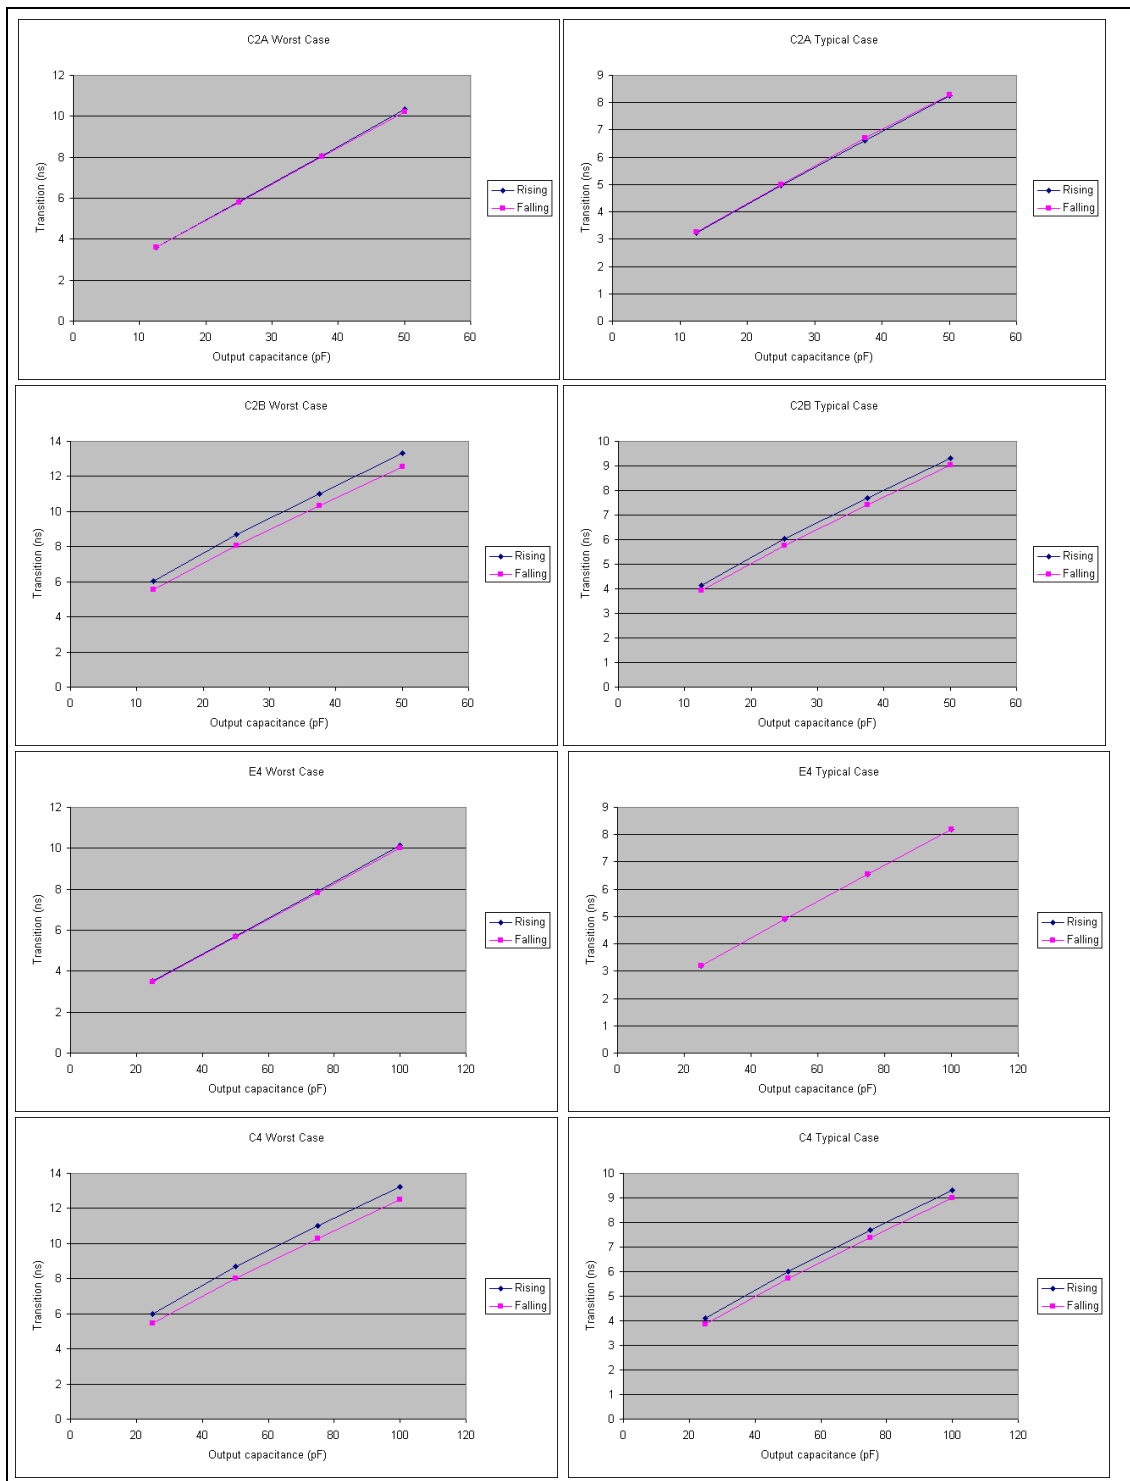 C2A Worst Case
12
10
8
6
4
2
0
0 10 20 30 40 50 60
Transition (ns)
Output capacitance (pF)
Rising
Falling
C2A Typical Case
9
8
7
6
5
4
3
2
1
0
0 10 20 30 40 50 60
Transition (ns)
Output capacitance (pF)
Rising
Falling
C2B Worst Case
14
12
10
8
6
4
2
0
0 10 20 30 40 50 60
Transition (ns)
Output capacitance (pF)
Rising
Falling
C2B Typical Case
10
9
8
7
6
5
4
3
2
1
0
0 10 20 30 40 50 60
Transition (ns)
Output capacitance (pF)
Rising
Falling
E4 Worst Case
12
10
8
6
4
2
0
0 20 40 60 80 100 120
Transition (ns)
Output capacitance (pF)
Rising
Falling
E4 Typical Case
9
8
7
6
5
4
3
2
1
0
0 20 40 60 80 100 120
Transition (ns)
Output capacitance (pF)
Rising
Falling
C4 Worst Case
14
12
10
8
6
4
2
0
0 20 40 60 80 100 120
Transition (ns)
Output capacitance (pF)
Rising
Falling
C4 Typical Case
10
9
8
7
6
5
4
3
2
1
0
0 20 40 60 80 100 120
Transition (ns)
Output capacitance (pF)
Rising
Falling